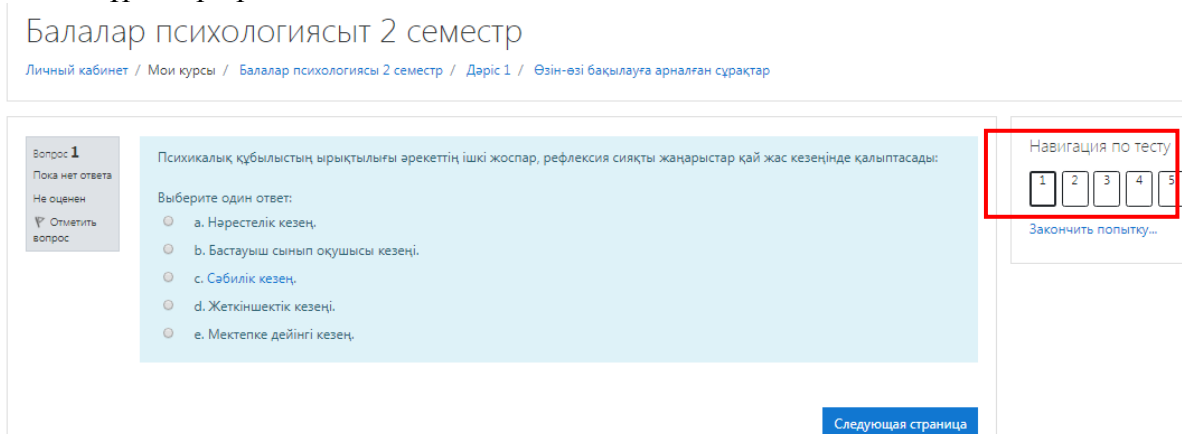 Балалар психологиясыт 2 семестр
Личный кабинет / Мои курсы / Балалар психологиясы 2 семестр / Дәріс 1 / Өзін-өзі бақылауға арналған сұрақтар
Вопрос 1
Пока нет ответа
Не оценен
Отметить вопрос
Психикалық құбылыстың ырықтылығы әрекеттің ішкі жоспар, рефлексия сияқты жаңарыстар қай жас кезеңінде қалыптасады:
Выберите один ответ:
a. Нәрестелік кезең.
b. Бастауыш сынып оқушысы кезеңі.
c. Сәбилік кезең.
d. Жеткіншектік кезеңі.
e. Мектепке дейінгі кезең.
Следующая страница
Навигация по тесту
1 2 3 4 5
Закончить попытку...